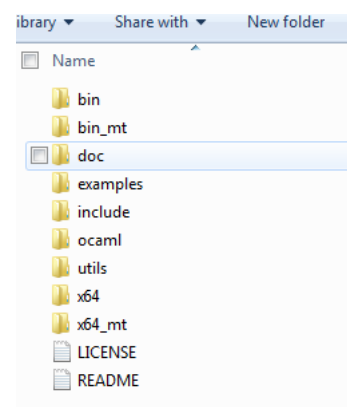 ibrary Share with New folder
Name
bin
bin_mt
doc
examples
include
ocaml
utils
x64
x64_mt
LICENSE
README